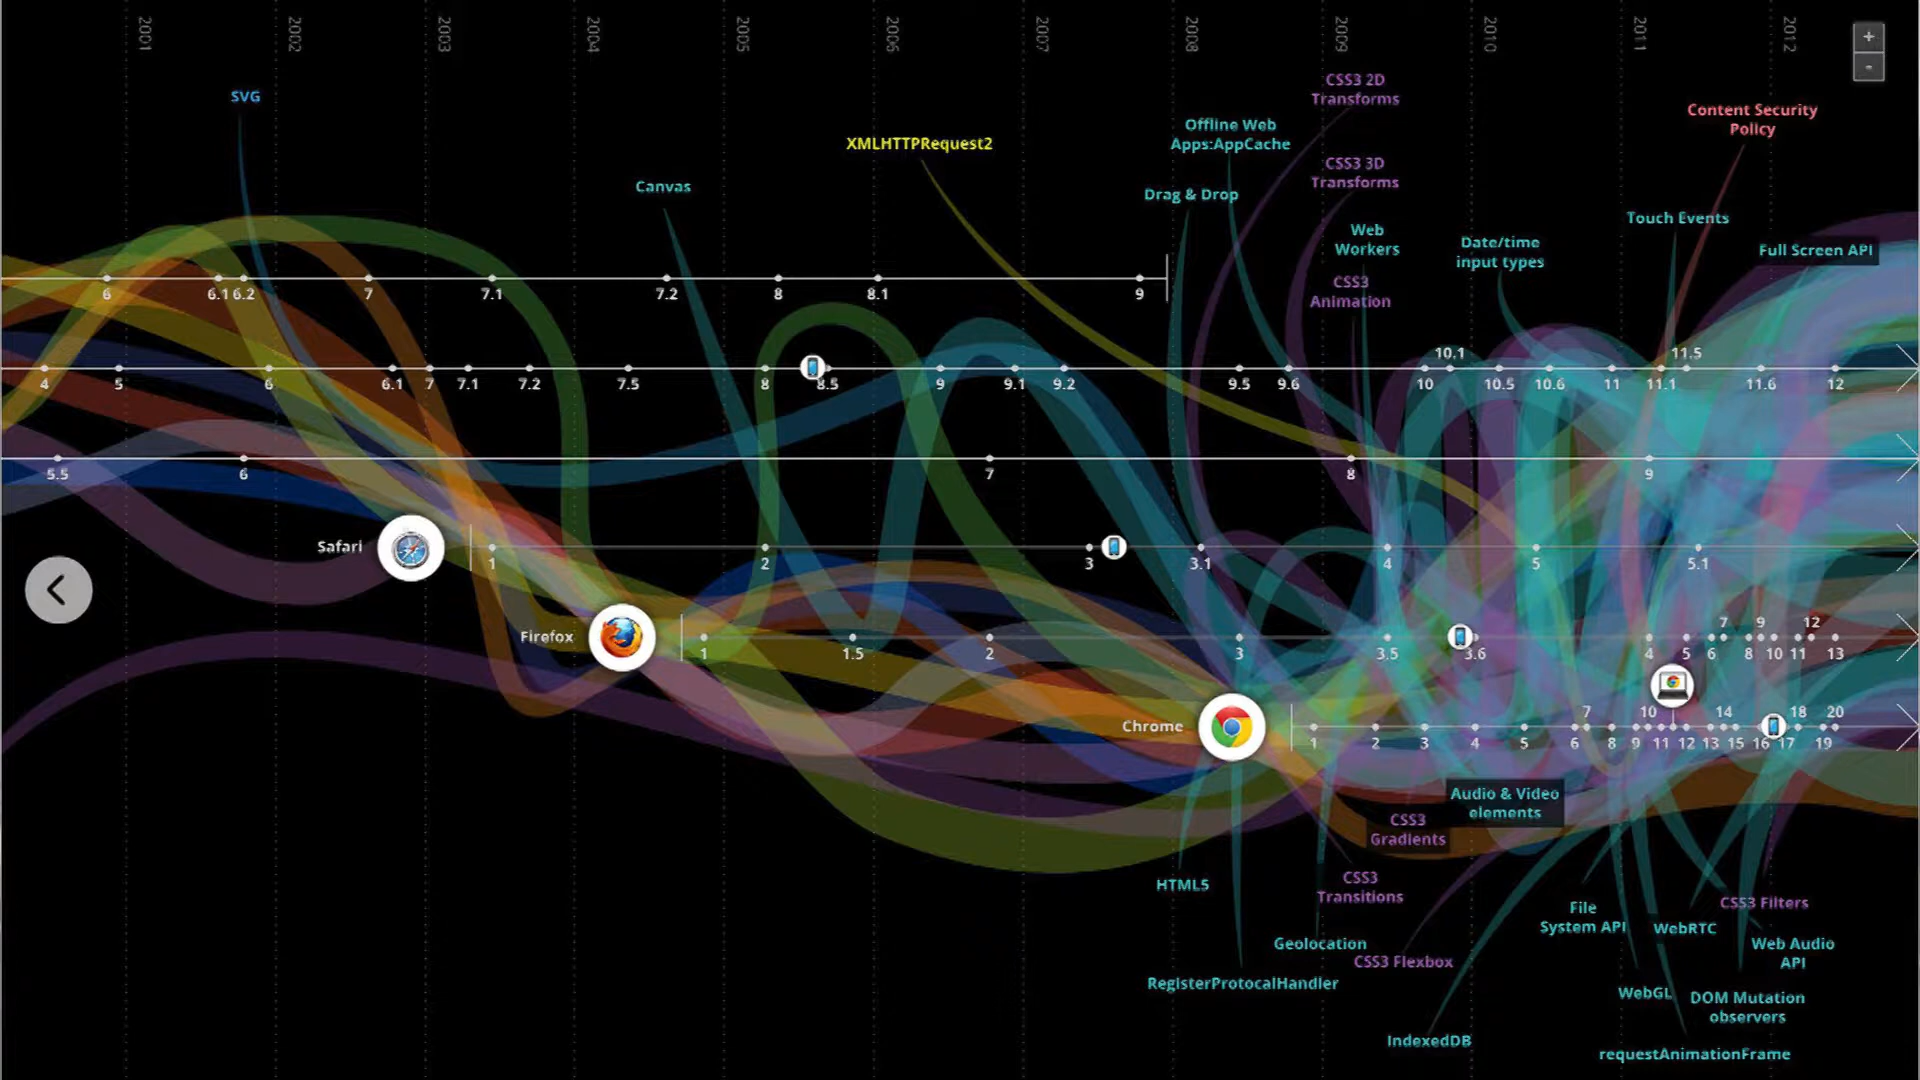 2001
2002
2003
2004
2005
2006
2007
2008
2009
2010
2011
2012
+
-
SVG
XMLHTTPRequest2
Canvas
Offline Web
Apps:AppCache
Drag & Drop
CSS3 2D
Transforms
CSS3 3D
Transforms
Web
Workers
CSS3
Animation
Date/time
input types
Content Security
Policy
Touch Events
Full Screen API
6 6.1 6.2 7 7.1 7.2 8 8.1 9
10.1 11.5
4 5 6 6.1 7 7.1 7.2 7.5 8 8.5 9 9.1 9.2 9.5 9.6 10 10.5 10.6 11 11.1 11.6 12
5.5 6 7 8 9
Safari
1 2 3 3.1 4 5 5.1
7 9 12
Firefox
1 1.5 2 3 3.5 3.6 4 5 6 8 10 11 13
7 10 14 18 20
Chrome
1 2 3 4 5 6 8 9 11 12 13 15 16 17 19
Audio & Video
elements
CSS3
Gradients
CSS3
Transitions
HTML5
Geolocation
CSS3 Flexbox
RegisterProtocalHandler
IndexedDB
File
System API
WebRTC
CSS3 Filters
Web Audio
API
WebGL
DOM Mutation
observers
requestAnimationFrame